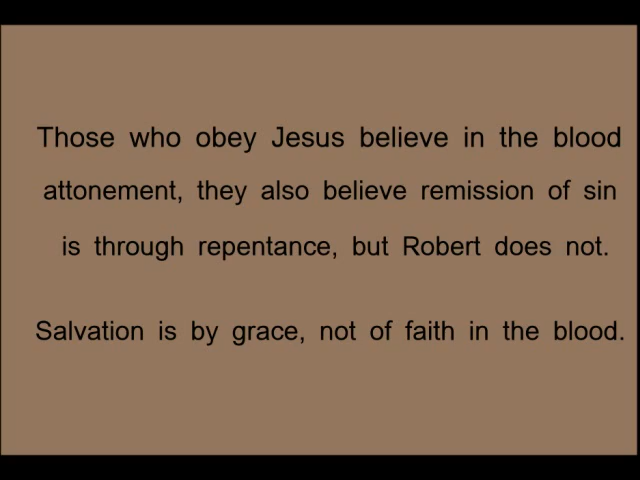 Those who obey Jesus believe in the blood
attonement, they also believe remission of sin
is through repentance, but Robert does not.
Salvation is by grace, not of faith in the blood.